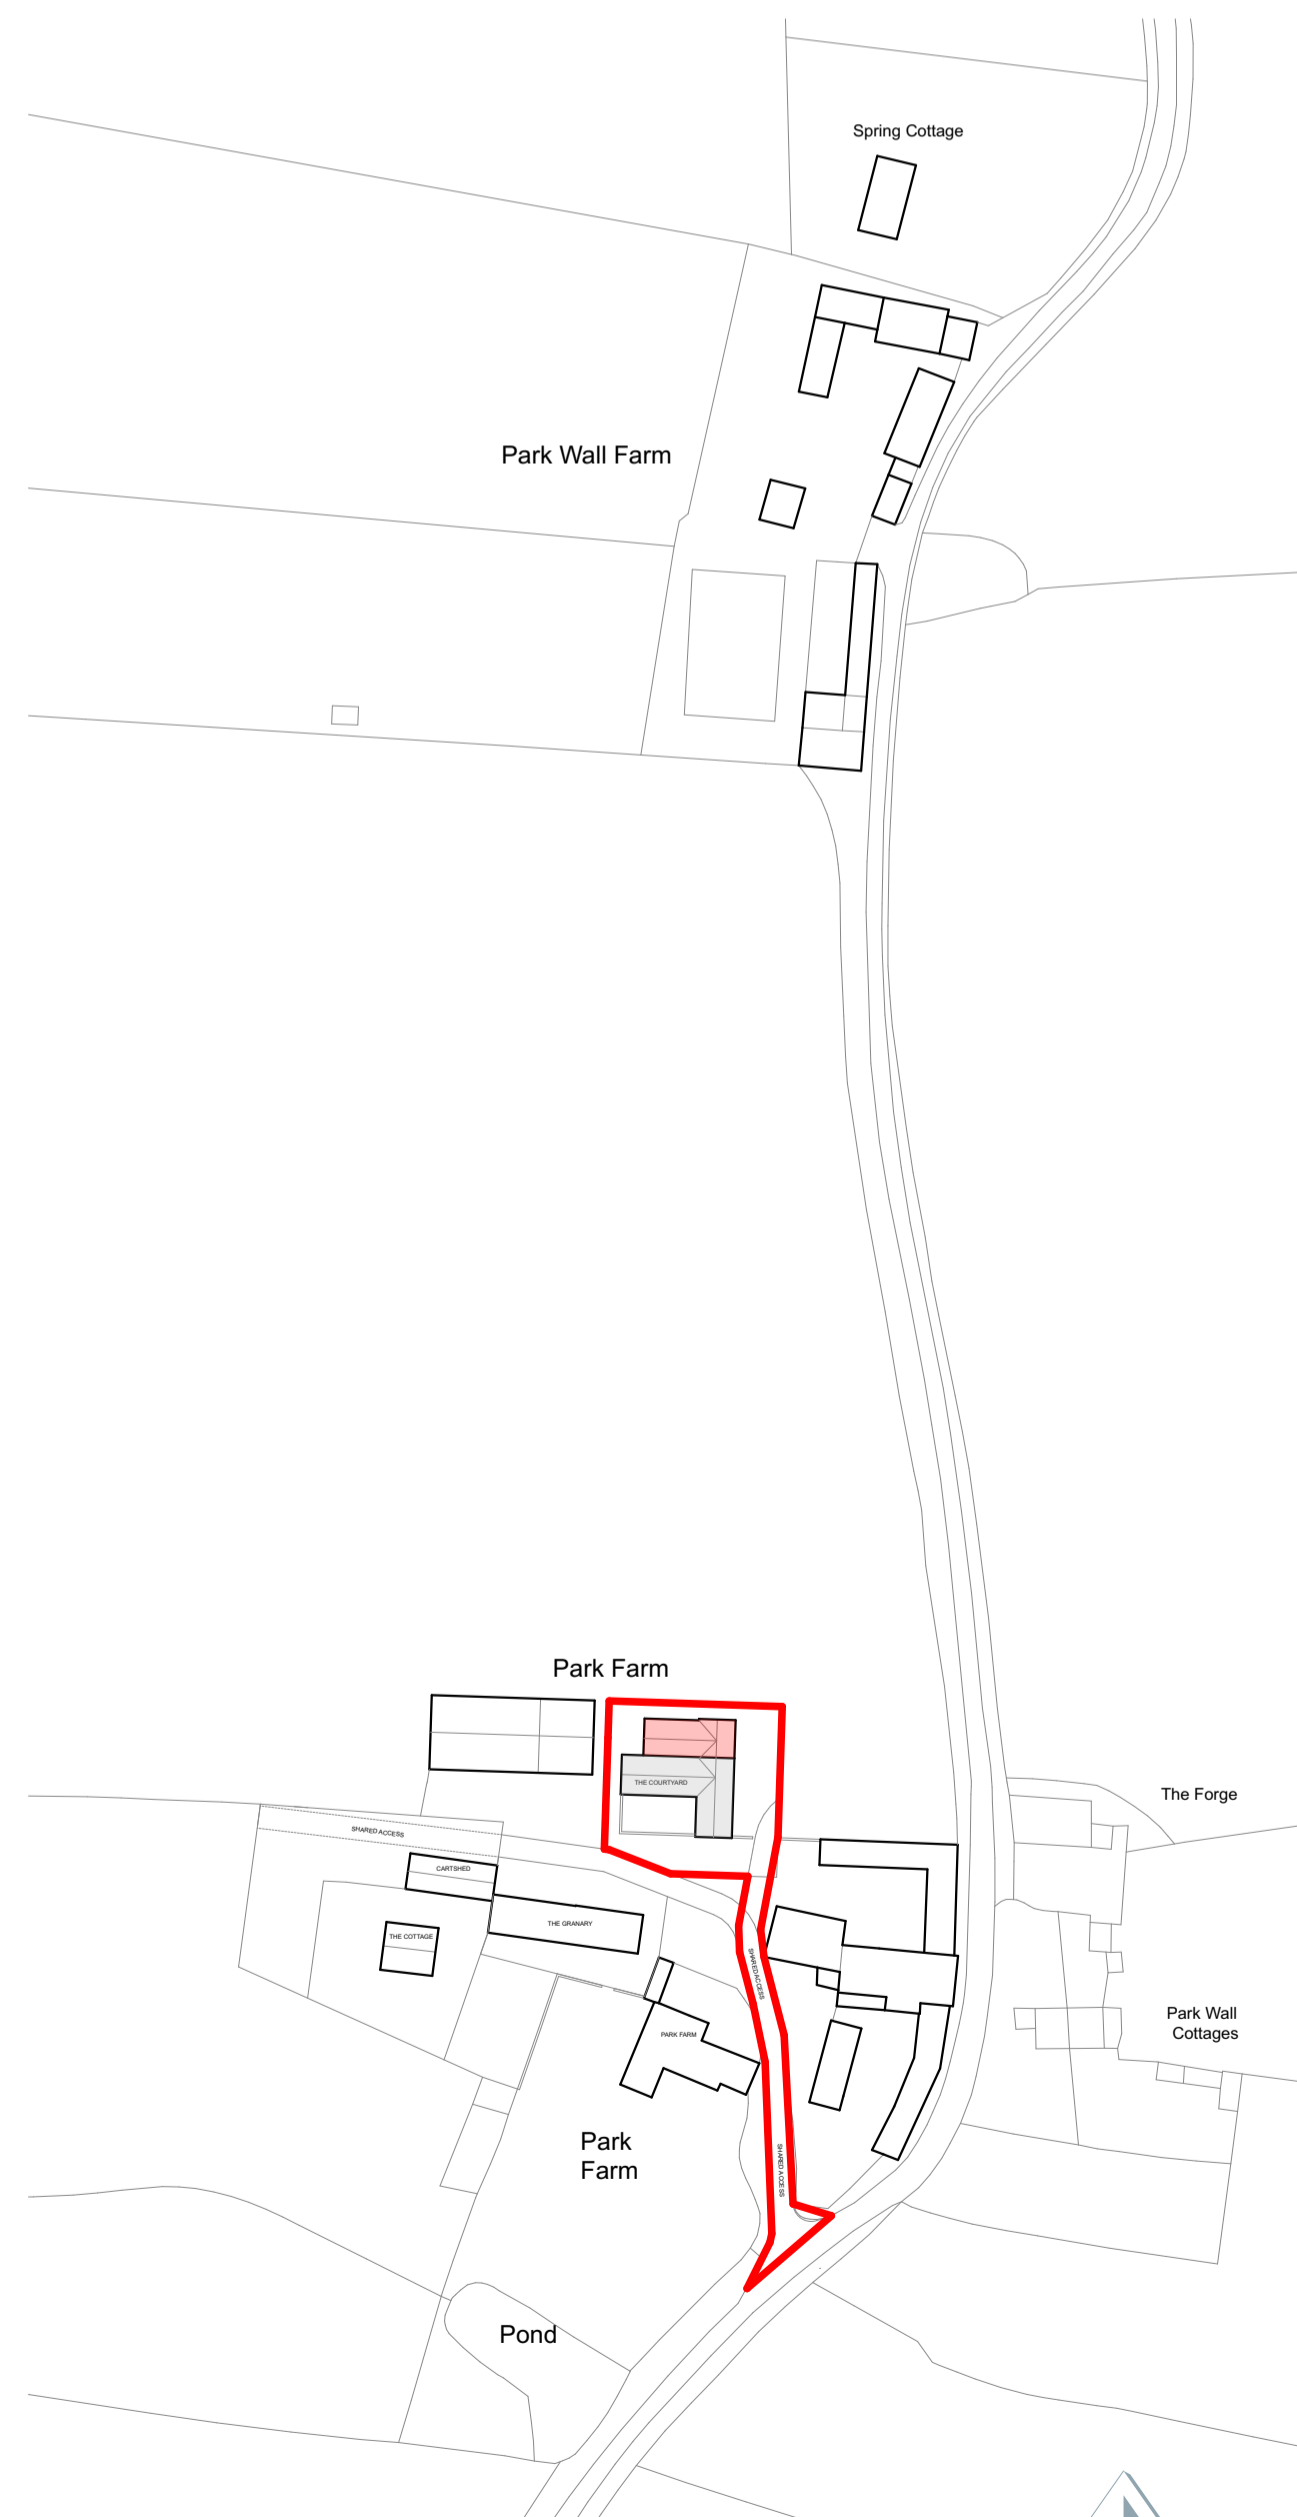 Spring Cottage
Park Wall Farm
Park Farm
THE COURTYARD
The Forge
SHARED ACCESS
CARTSHED
THE GRANARY
THE COTTAGE
SHARED ACCESS
Park Wall
Cottages
PARK FARM
Park
Farm
SHARED ACCESS
Pond